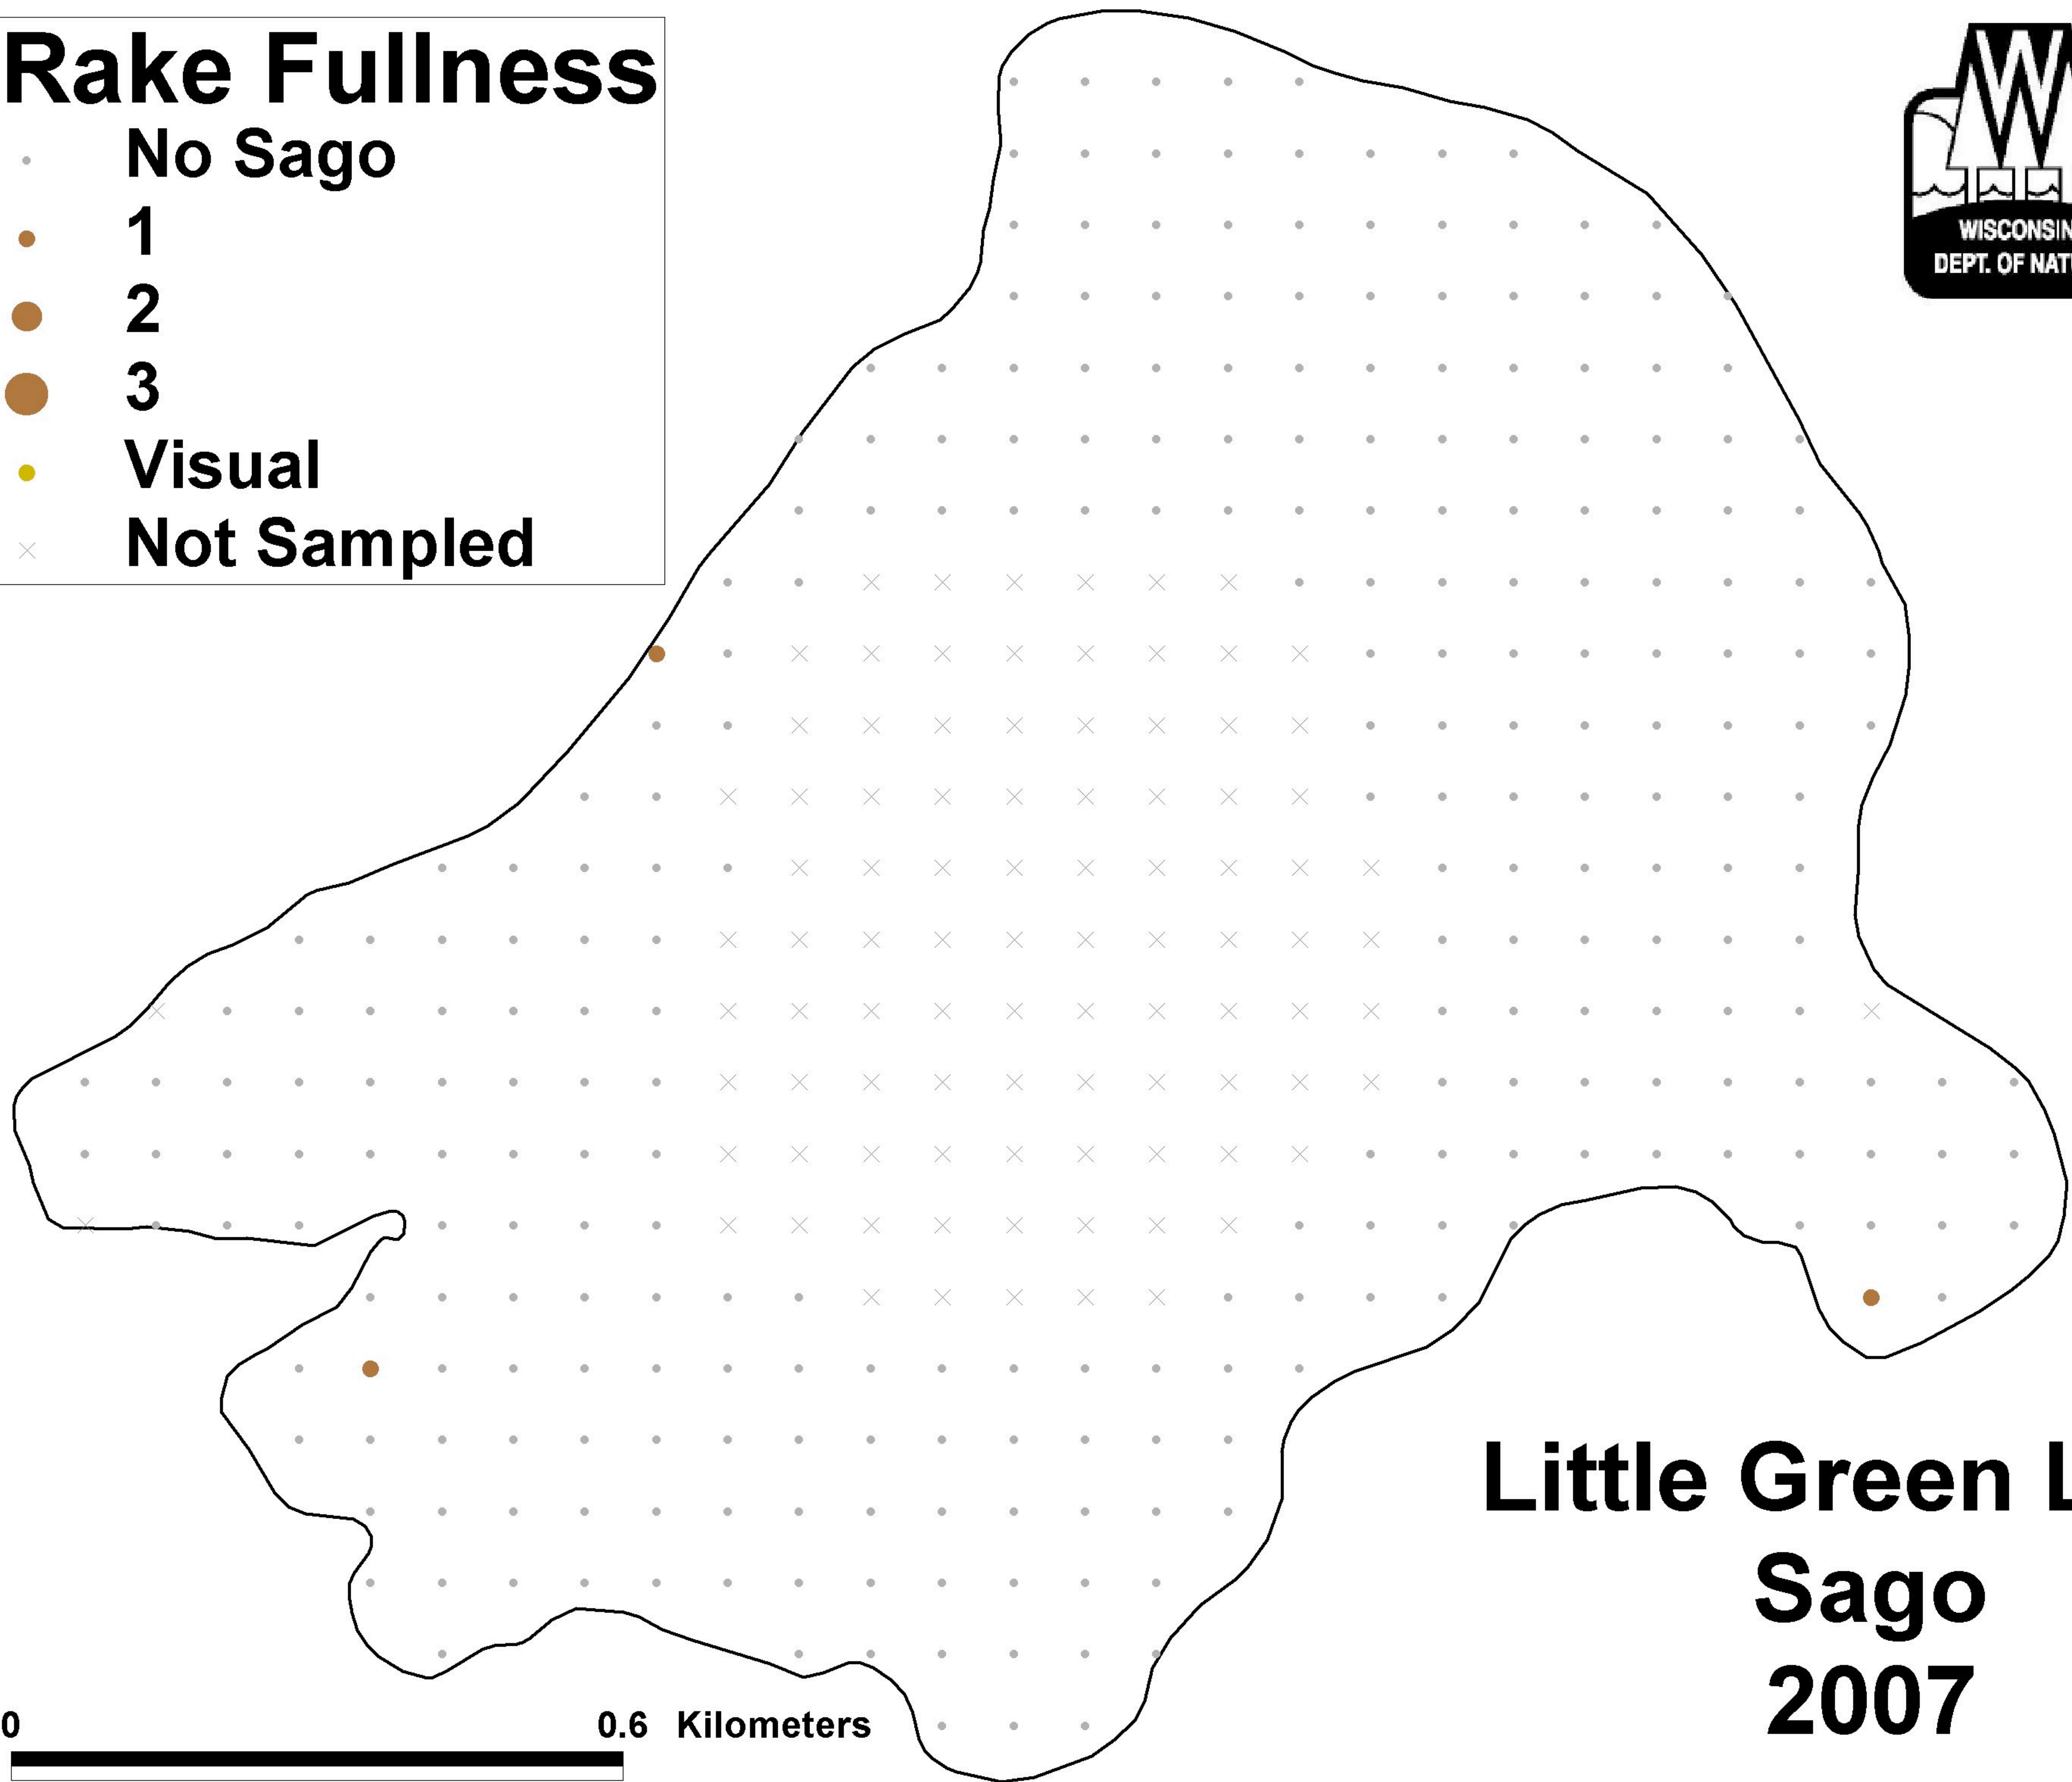 Rake Fullness
No Sago
1
2
3
Visual
Not Sampled
WISCONSIN
DEPT. OF NAT
Little Green L
Sago
2007
0 0.6 Kilometers